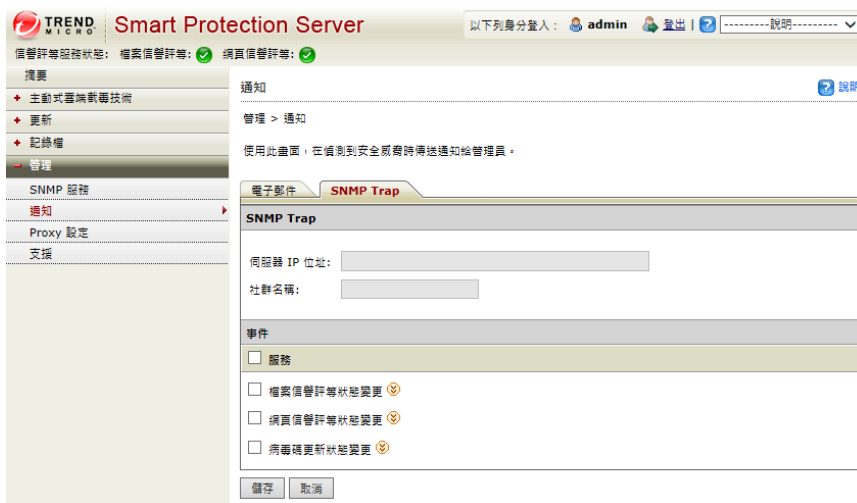 TREND MICRO Smart Protection Server 以下列身分登入： admin 登出 | ? ---------說明---------
信譽評等服務狀態： 檔案信譽評等: 網頁信譽評等:
摘要
主動式雲端截毒技術
更新
記錄檔
管理
SNMP 服務
通知
Proxy 設定
支援
通知 ? 說明
管理 > 通知
使用此畫面，在偵測到安全威脅時傳送通知給管理員。
電子郵件 SNMP Trap
SNMP Trap
伺服器 IP 位址:
社群名稱:
事件
服務
檔案信譽評等狀態變更
網頁信譽評等狀態變更
病毒碼更新狀態變更
儲存 取消